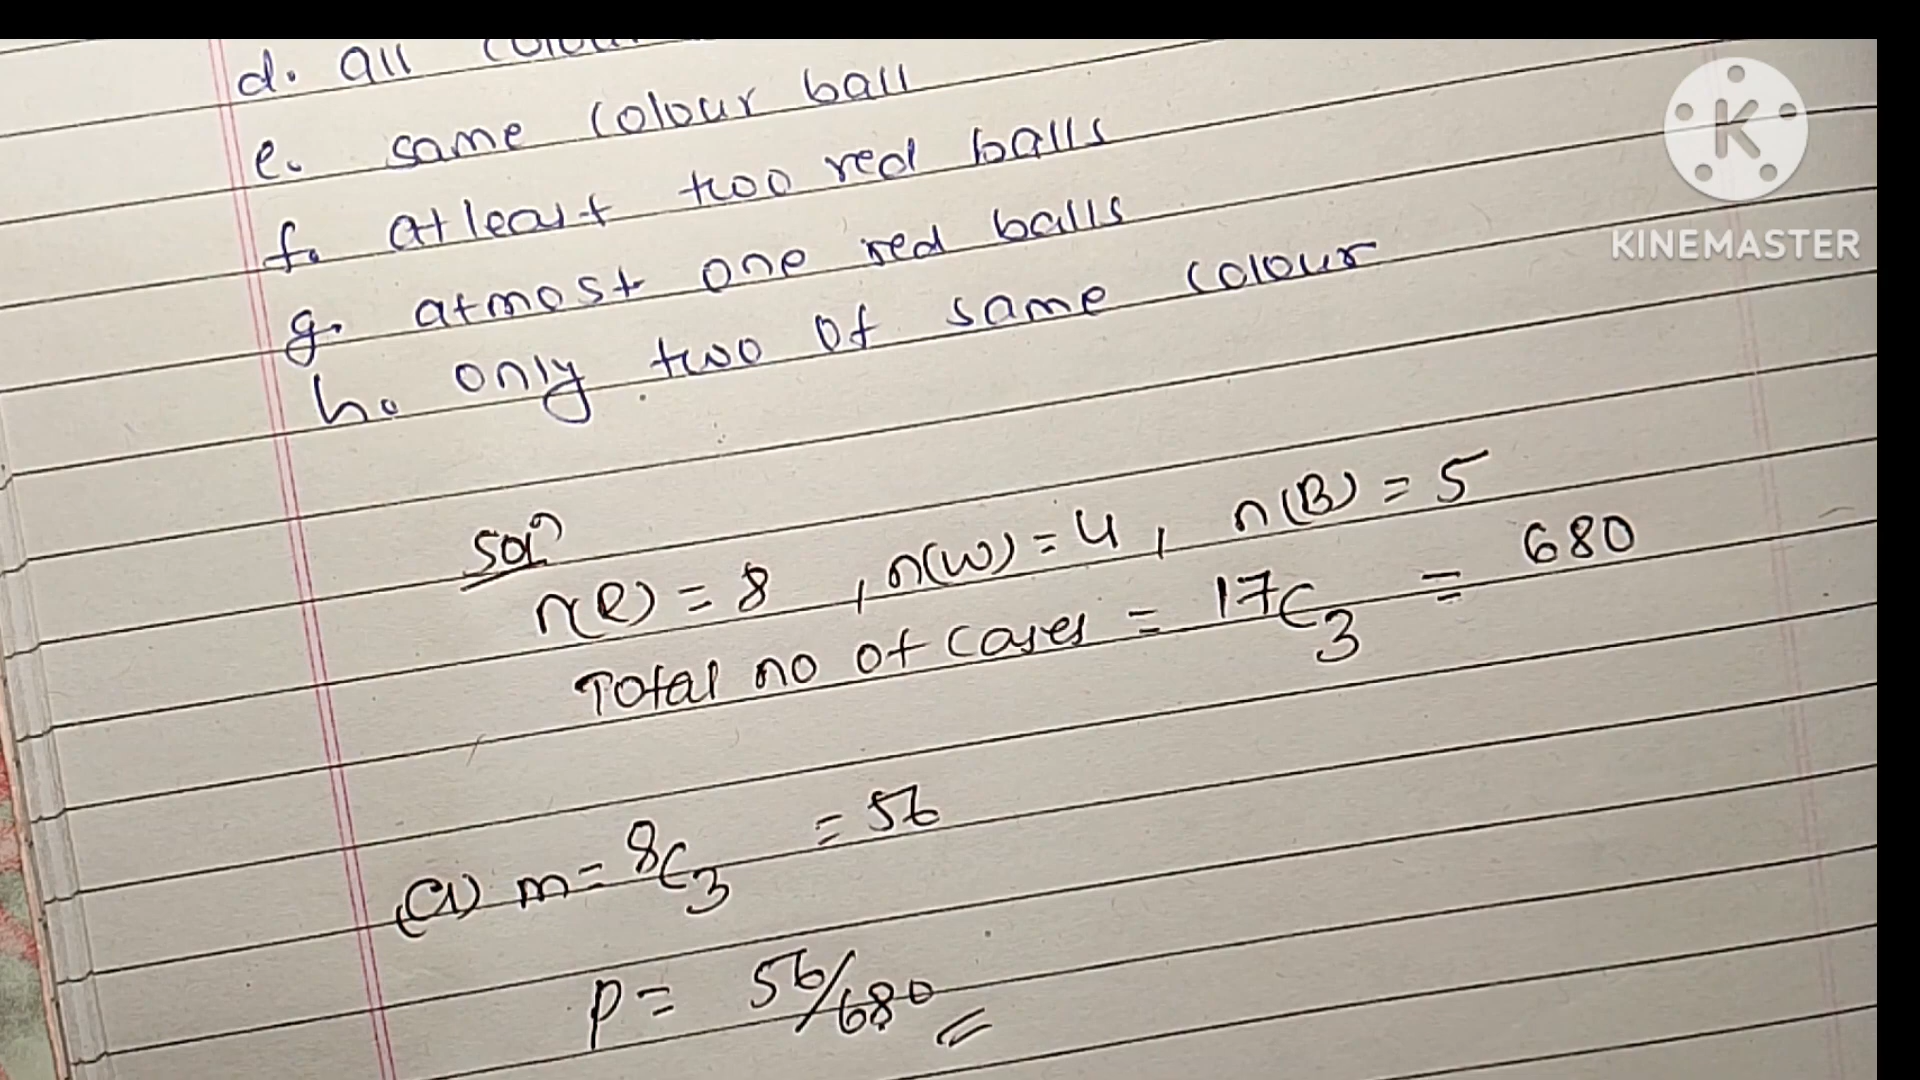 d. all colour
e. same colour ball
f. atleast two red balls
g. atmost one red balls
h. only two of same colour
KINEMASTER
Solⁿ
n(R) = 8 , n(W) = 4 , n(B) = 5
Total no of cases = 17C3 = 680
(a) m = 8C3 = 56
p = 56/680